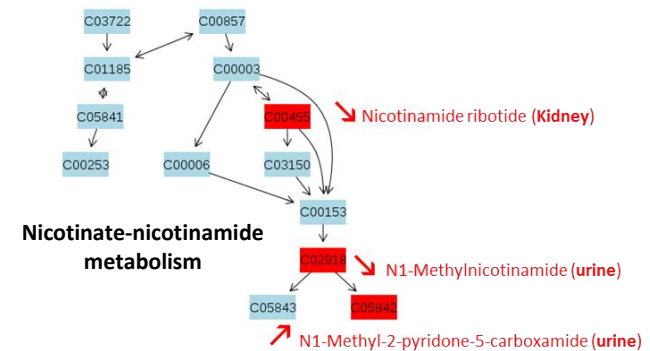 C03722 C00857
C01185 C00003
C05841 C00455 Nicotinamide ribotide (Kidney)
C00253 C00006 C03150
C00153
Nicotinate-nicotinamide
metabolism
C02918 N1-Methylnicotinamide (urine)
C05843 C05842
N1-Methyl-2-pyridone-5-carboxamide (urine)